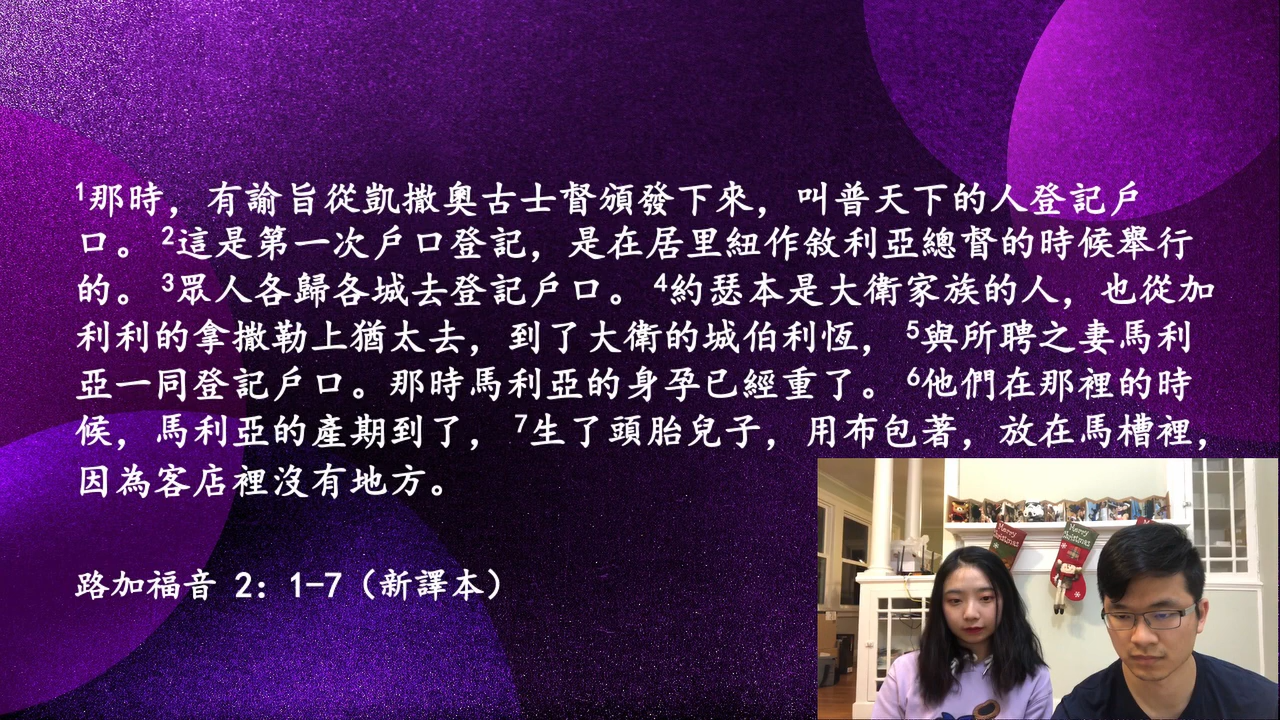 ¹那時，有諭旨從凱撒奧古士督頒發下來，叫普天下的人登記戶
口。²這是第一次戶口登記，是在居里紐作敘利亞總督的時候舉行
的。³眾人各歸各城去登記戶口。⁴約瑟本是大衛家族的人，也從加
利利的拿撒勒上猶太去，到了大衛的城伯利恆，⁵與所聘之妻馬利
亞一同登記戶口。那時馬利亞的身孕已經重了。⁶他們在那裡的時
候，馬利亞的產期到了，⁷生了頭胎兒子，用布包著，放在馬槽裡，
因為客店裡沒有地方。
路加福音 2：1-7（新譯本）
Merry
Christmas
Merry
Christmas